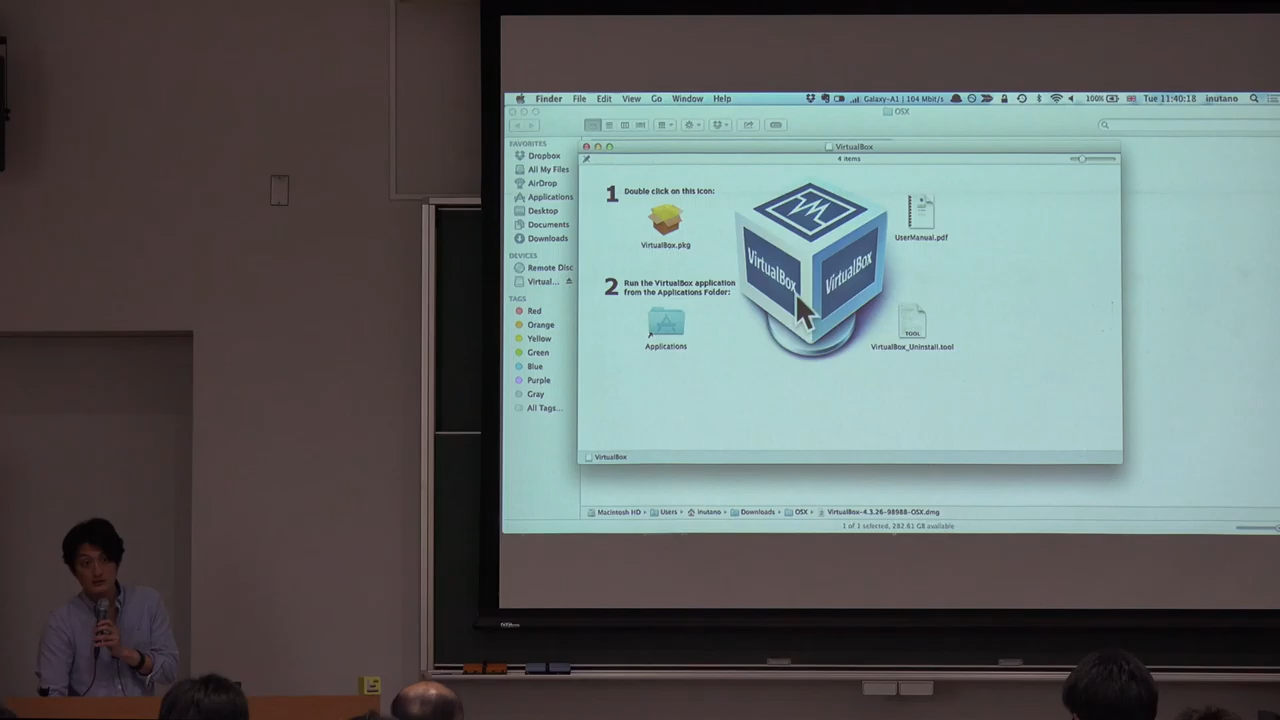 Finder File Edit View Go Window Help
Galaxy-A1 | 104 Mbit/s
100%
Tue 11:40:18 inutano
OSX
FAVORITES
Dropbox
All My Files
AirDrop
Applications
Desktop
Documents
Downloads
DEVICES
Remote Disc
Virtual...
TAGS
Red
Orange
Yellow
Green
Blue
Purple
Gray
All Tags...
VirtualBox
4 items
1 Double click on this icon:
VirtualBox.pkg
2 Run the VirtualBox application
from the Applications Folder:
Applications
VirtualBox
VirtualBox
UserManual.pdf
TOOL
VirtualBox_Uninstall.tool
VirtualBox
Macintosh HD ▸ Users ▸ inutano ▸ Downloads ▸ OSX ▸ VirtualBox-4.3.26-98988-OSX.dmg
1 of 1 selected, 282.61 GB available